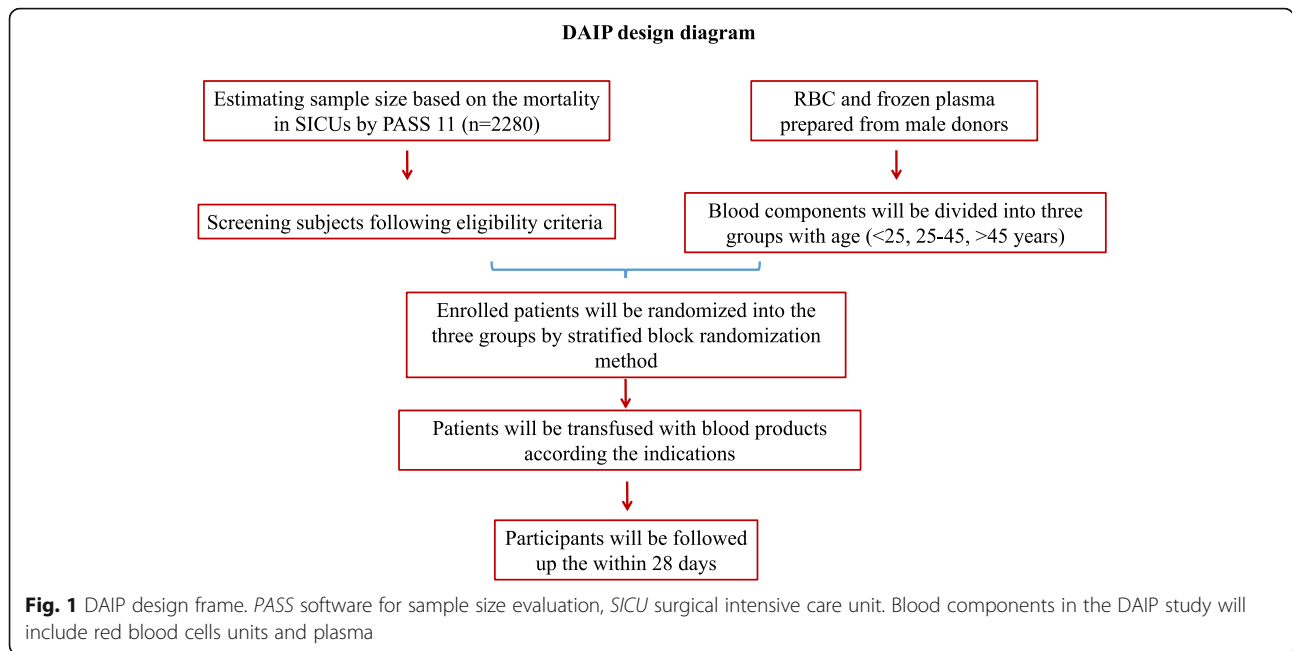 DAIP design diagram
Estimating sample size based on the mortality
in SICUs by PASS 11 (n=2280)
RBC and frozen plasma
prepared from male donors
Screening subjects following eligibility criteria
Blood components will be divided into three
groups with age (<25, 25-45, >45 years)
Enrolled patients will be randomized into the
three groups by stratified block randomization
method
Patients will be transfused with blood products
according the indications
Participants will be followed
up the within 28 days
Fig. 1 DAIP design frame. PASS software for sample size evaluation, SICU surgical intensive care unit. Blood components in the DAIP study will
include red blood cells units and plasma